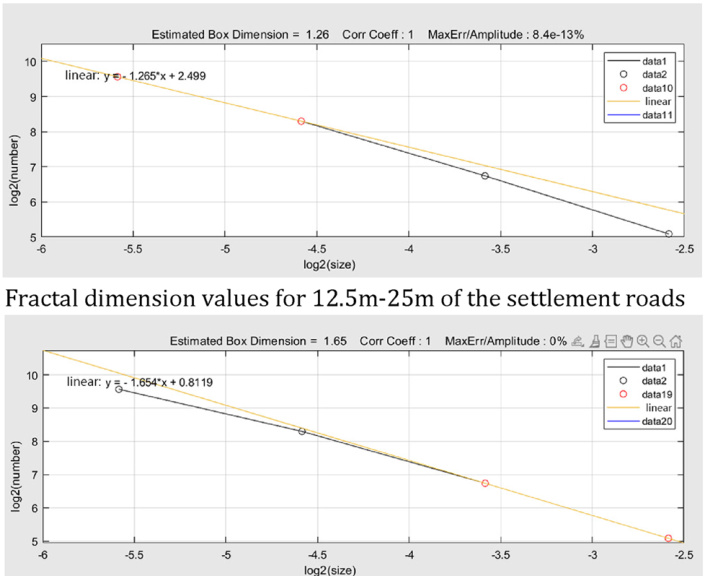 Estimated Box Dimension = 1.26 Corr Coeff : 1 MaxErr/Amplitude : 8.4e-13%
10
9
8
7
6
5
log2(number)
linear: y = - 1.265*x + 2.499
data1
data2
data10
linear
data11
-6 -5.5 -5 -4.5 -4 -3.5 -3 -2.5
log2(size)
Fractal dimension values for 12.5m-25m of the settlement roads
Estimated Box Dimension = 1.65 Corr Coeff : 1 MaxErr/Amplitude : 0%
10
9
8
7
6
5
log2(number)
linear: y = - 1.654*x + 0.8119
data1
data2
data19
linear
data20
-6 -5.5 -5 -4.5 -4 -3.5 -3 -2.5
log2(size)